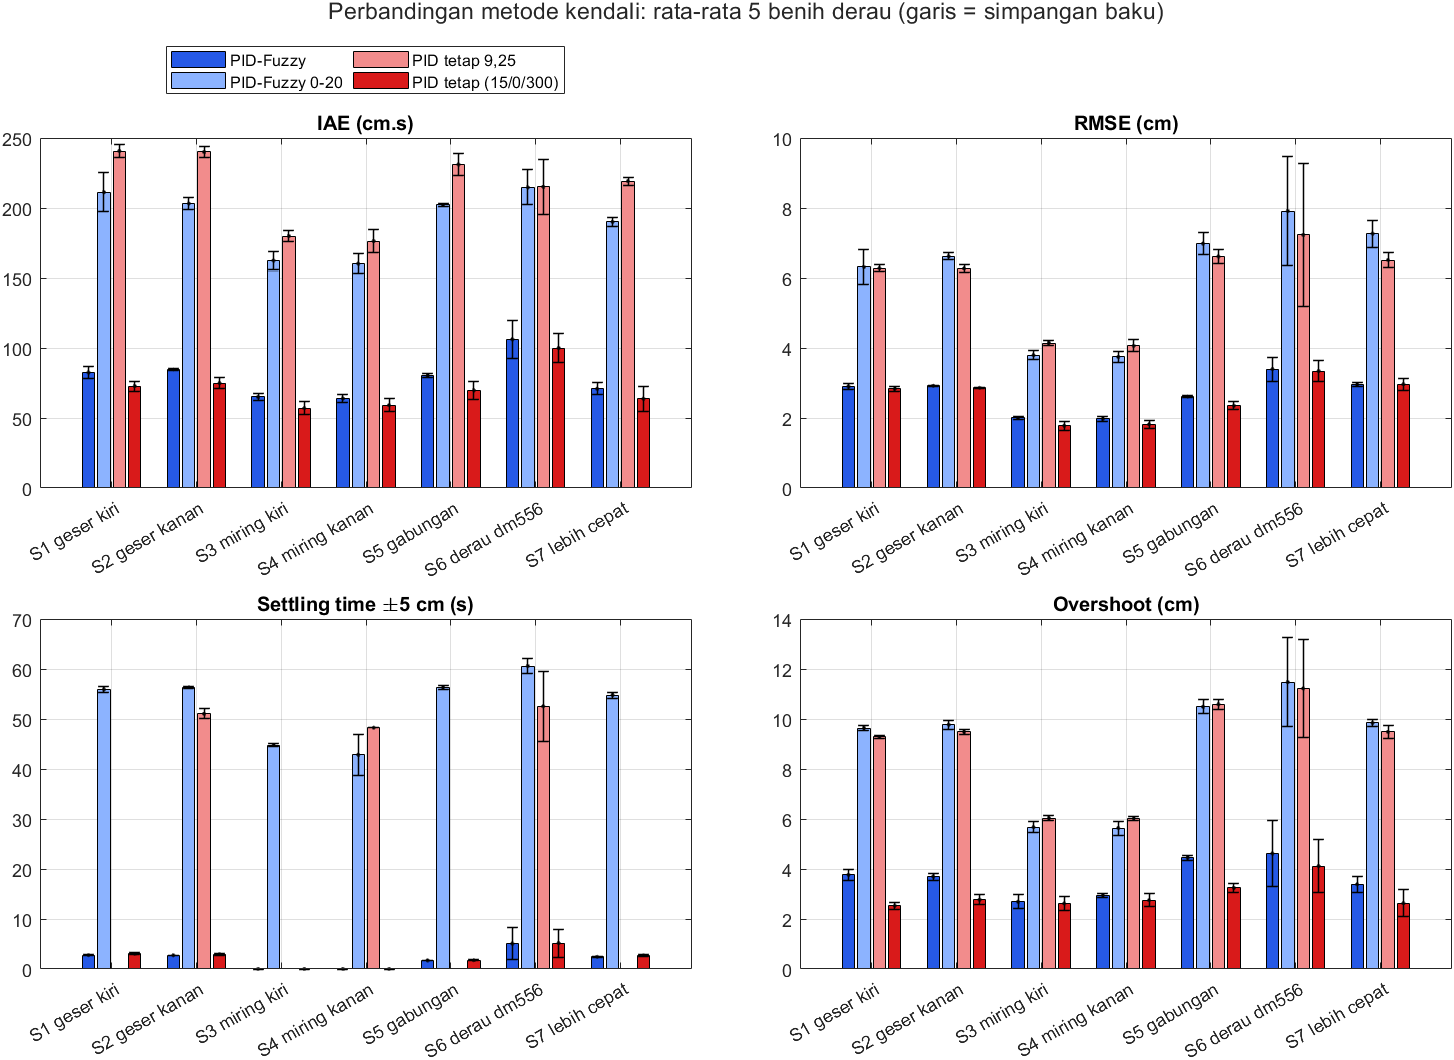 Perbandingan metode kendali: rata-rata 5 benih derau (garis = simpangan baku)
PID-Fuzzy
PID tetap 9,25
PID-Fuzzy 0-20
PID tetap (15/0/300)
IAE (cm.s)
250
200
150
100
50
0
S1 geser kiri
S2 geser kanan
S3 miring kiri
S4 miring kanan
S5 gabungan
S6 derau dm556
S7 lebih cepat
RMSE (cm)
10
8
6
4
2
0
S1 geser kiri
S2 geser kanan
S3 miring kiri
S4 miring kanan
S5 gabungan
S6 derau dm556
S7 lebih cepat
Settling time ±5 cm (s)
70
60
50
40
30
20
10
0
S1 geser kiri
S2 geser kanan
S3 miring kiri
S4 miring kanan
S5 gabungan
S6 derau dm556
S7 lebih cepat
Overshoot (cm)
14
12
10
8
6
4
2
0
S1 geser kiri
S2 geser kanan
S3 miring kiri
S4 miring kanan
S5 gabungan
S6 derau dm556
S7 lebih cepat